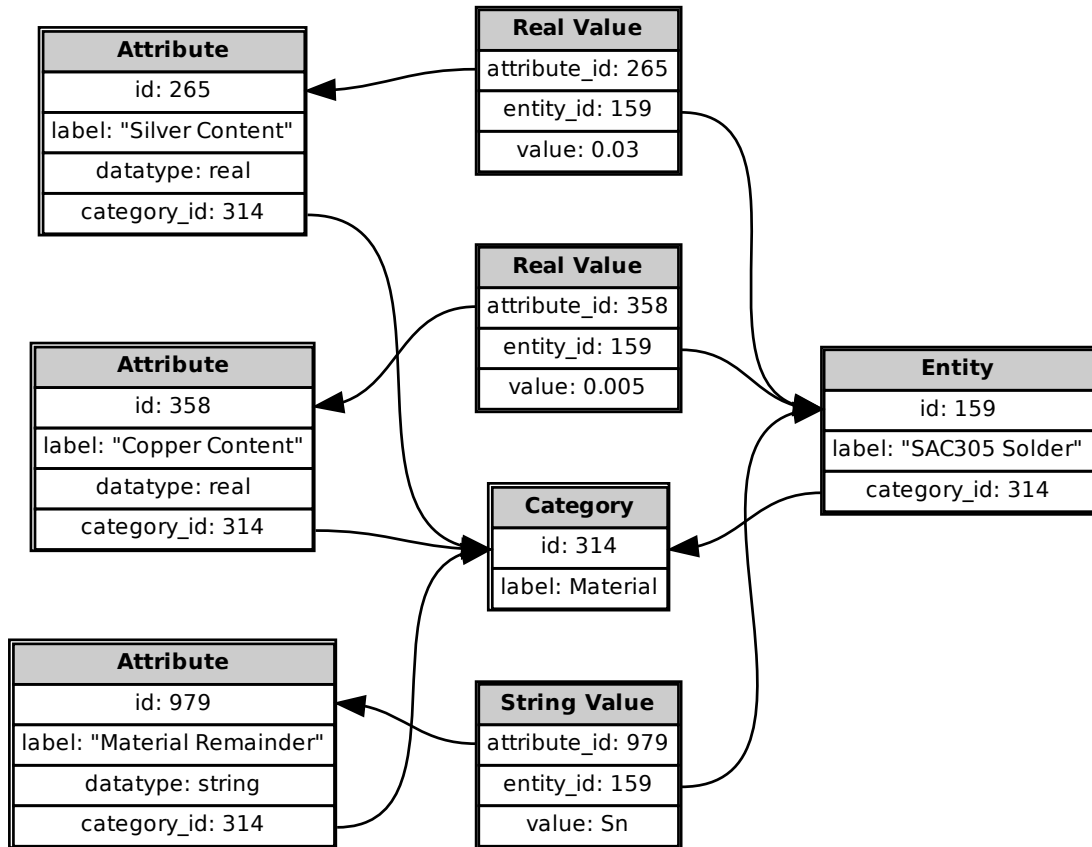 Attribute
id: 265
label: "Silver Content"
datatype: real
category_id: 314
Real Value
attribute_id: 265
entity_id: 159
value: 0.03
Attribute
id: 358
label: "Copper Content"
datatype: real
category_id: 314
Real Value
attribute_id: 358
entity_id: 159
value: 0.005
Entity
id: 159
label: "SAC305 Solder"
category_id: 314
Category
id: 314
label: Material
Attribute
id: 979
label: "Material Remainder"
datatype: string
category_id: 314
String Value
attribute_id: 979
entity_id: 159
value: Sn